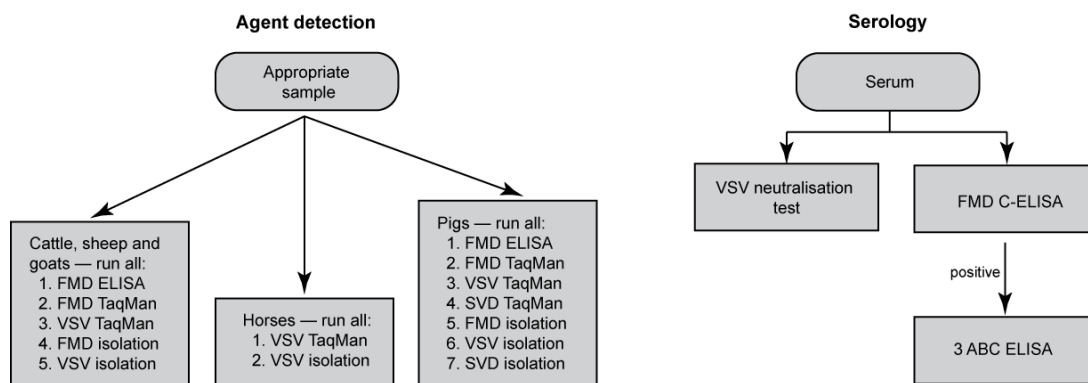 Agent detection
Appropriate
sample
Cattle, sheep and
goats — run all:
1. FMD ELISA
2. FMD TaqMan
3. VSV TaqMan
4. FMD isolation
5. VSV isolation
Horses — run all:
1. VSV TaqMan
2. VSV isolation
Pigs — run all:
1. FMD ELISA
2. FMD TaqMan
3. VSV TaqMan
4. SVD TaqMan
5. FMD isolation
6. VSV isolation
7. SVD isolation
Serology
Serum
VSV neutralisation
test
FMD C-ELISA
positive
3 ABC ELISA